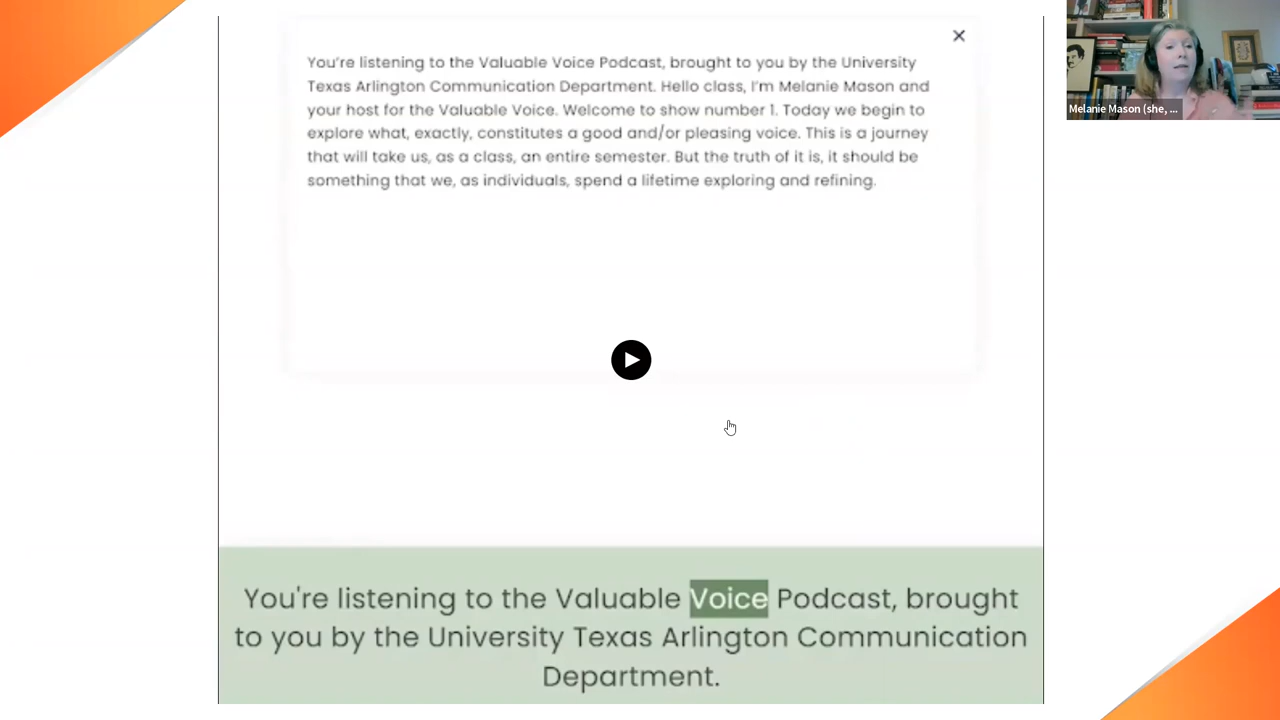 You're listening to the Valuable Voice Podcast, brought to you by the University
Texas Arlington Communication Department. Hello class, I'm Melanie Mason and
your host for the Valuable Voice. Welcome to show number 1. Today we begin to
explore what, exactly, constitutes a good and/or pleasing voice. This is a journey
that will take us, as a class, an entire semester. But the truth of it is, it should be
something that we, as individuals, spend a lifetime exploring and refining.
Melanie Mason (she, ...
You're listening to the Valuable Voice Podcast, brought
to you by the University Texas Arlington Communication
Department.